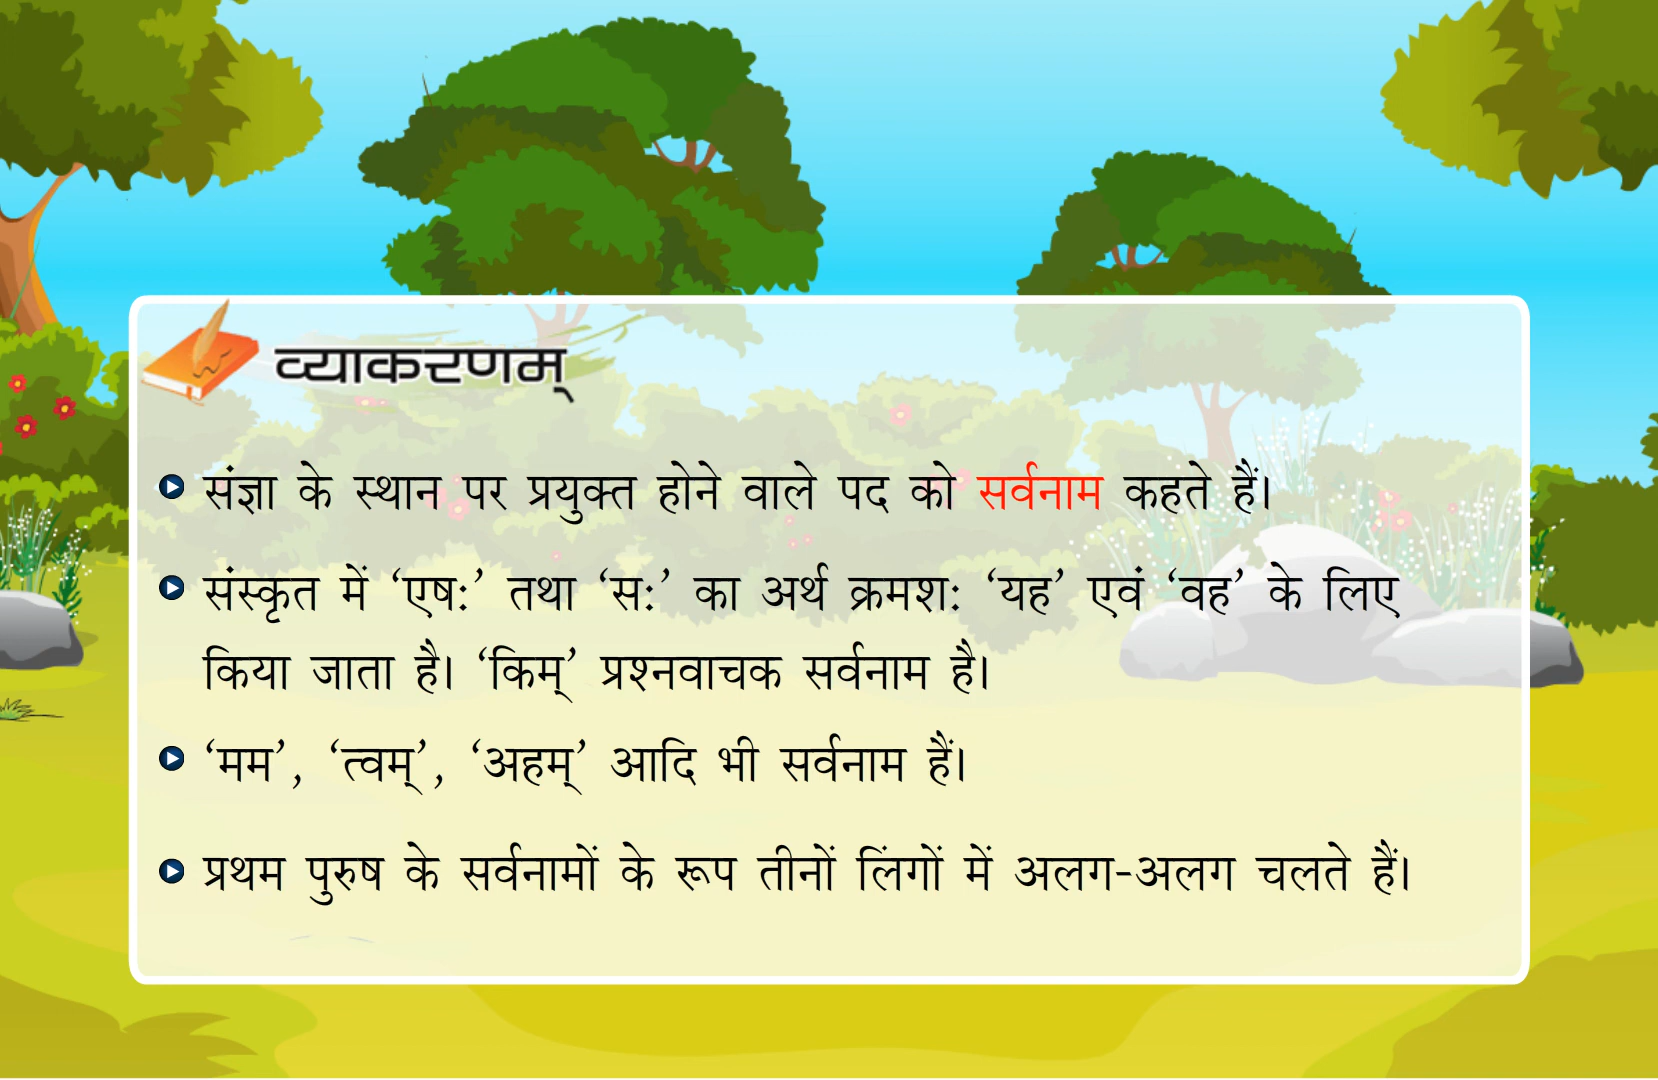 व्याकरणम्
संज्ञा के स्थान पर प्रयुक्त होने वाले पद को सर्वनाम कहते हैं।
संस्कृत में ‘एषः’ तथा ‘सः’ का अर्थ क्रमशः ‘यह’ एवं ‘वह’ के लिए
किया जाता है। ‘किम्’ प्रश्नवाचक सर्वनाम है।
‘मम’, ‘त्वम्’, ‘अहम्’ आदि भी सर्वनाम हैं।
प्रथम पुरुष के सर्वनामों के रूप तीनों लिंगों में अलग-अलग चलते हैं।